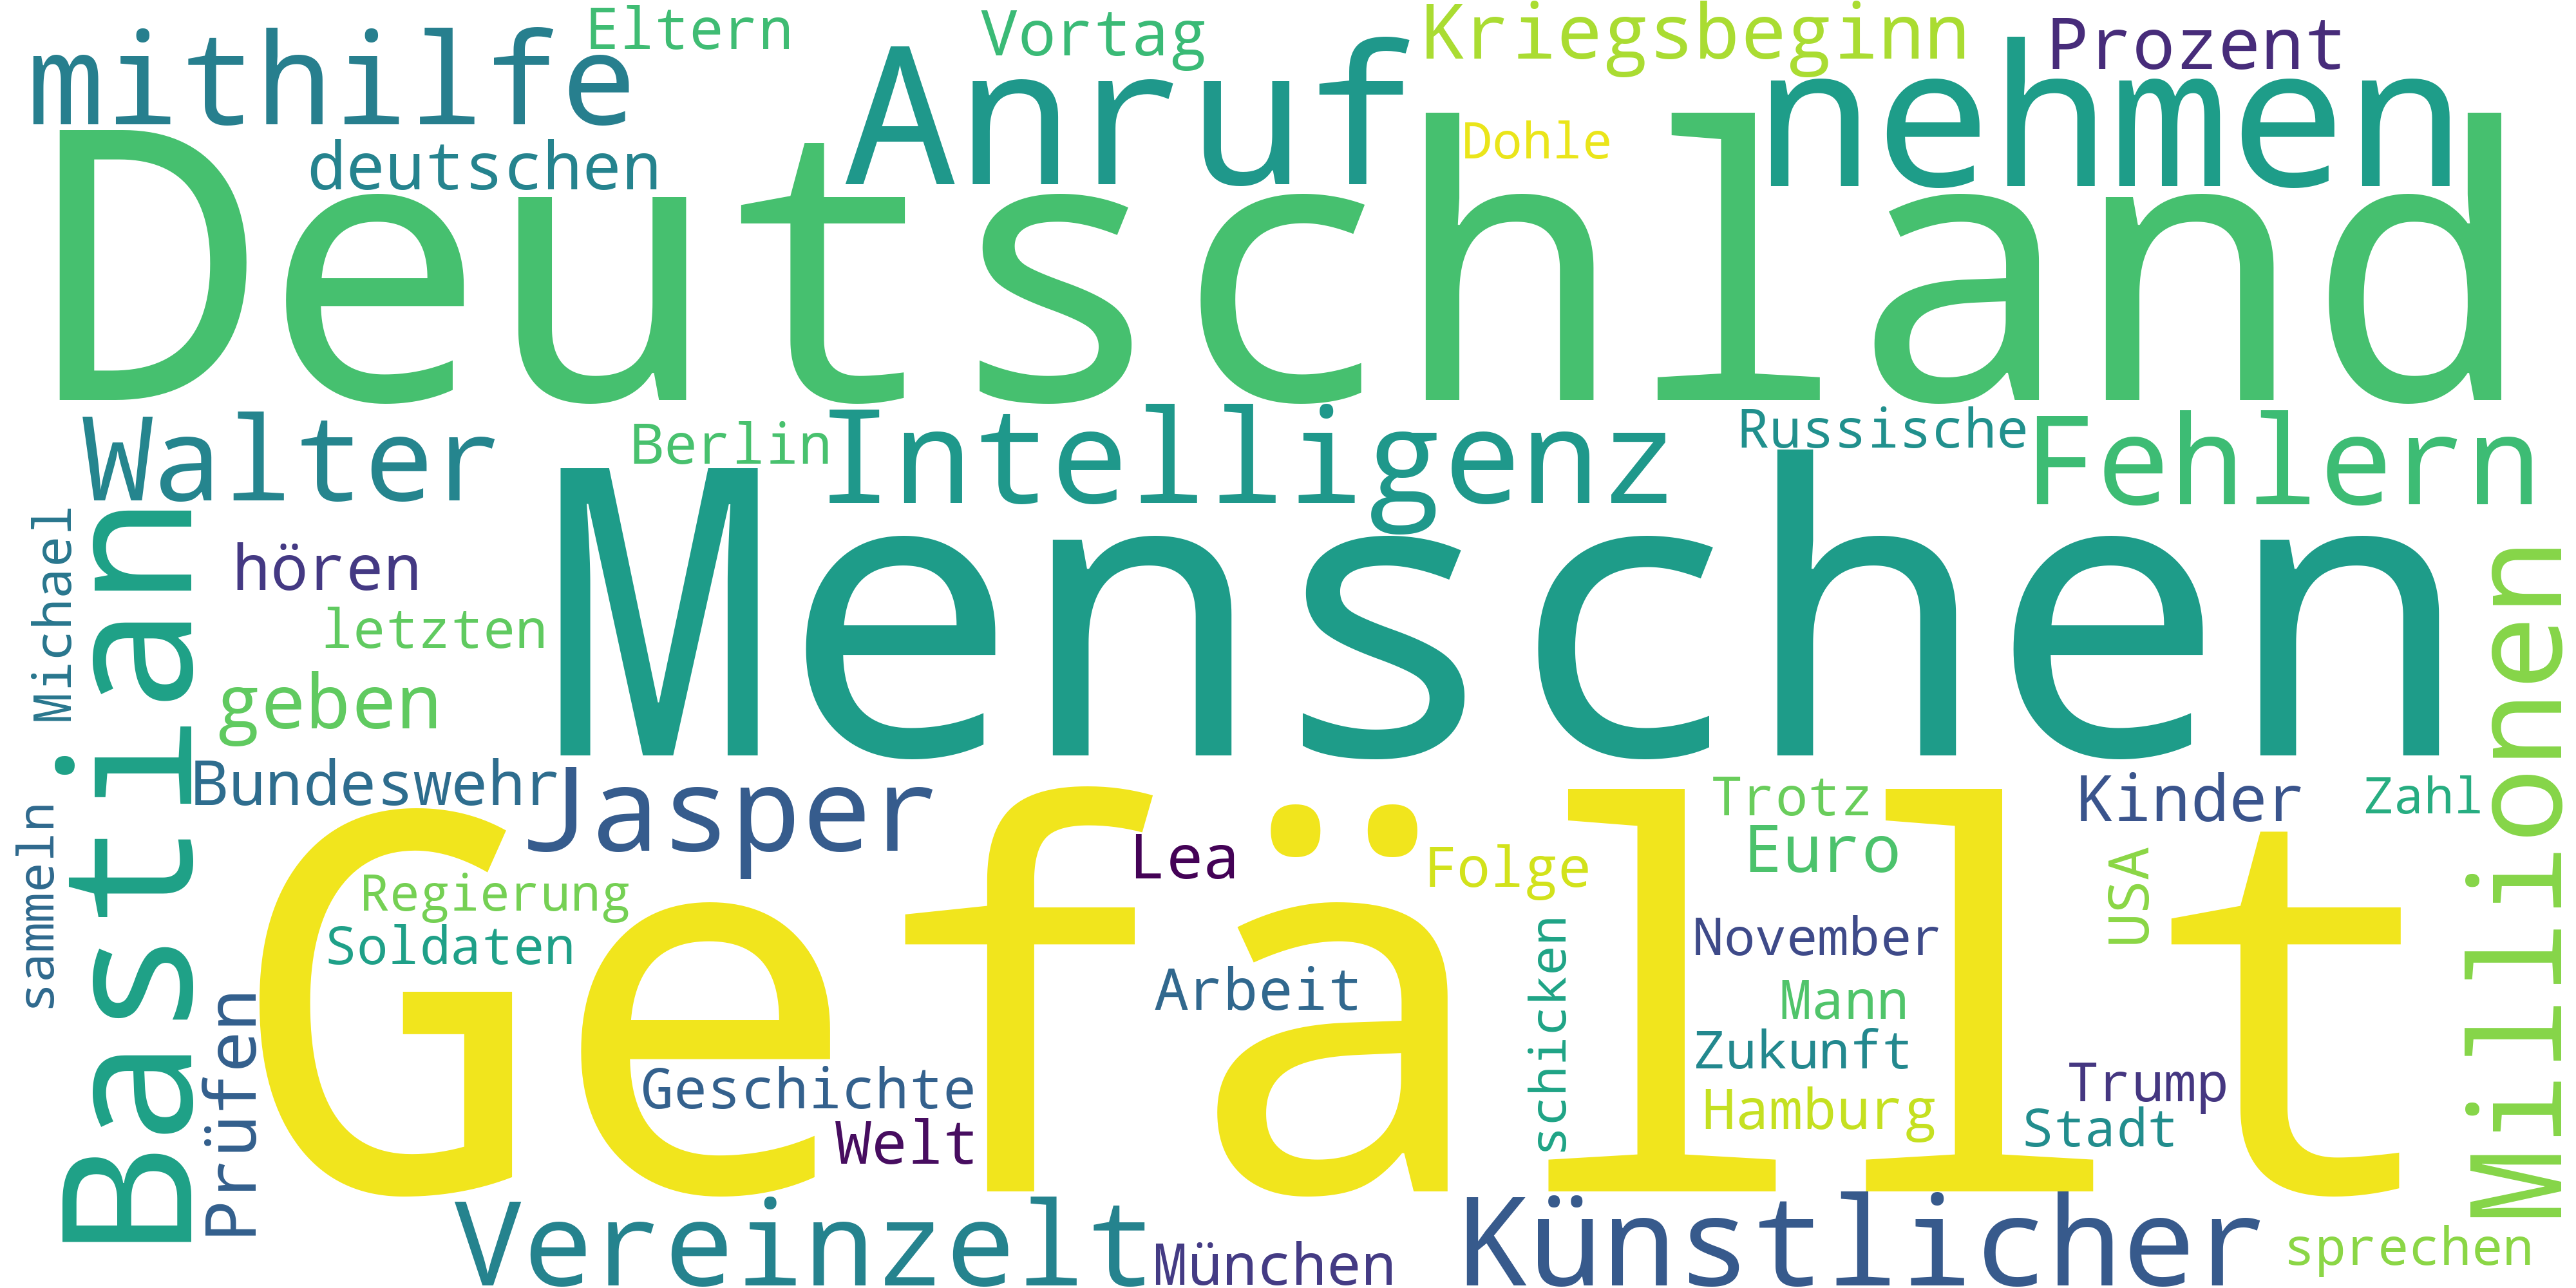 mithilfe
Eltern
Vortag
Kriegsbeginn
Prozent
Anruf
nehmen
deutschen
Dohle
Deutschland
Walter
Berlin
Intelligenz
Russische
Fehlern
Menschen
Bastian
Michael
hören
letzten
geben
Millionen
Bundeswehr
Jasper
Trotz
Kinder
Zahl
Gefällt
Lea
Folge
Euro
sammeln
Regierung
Soldaten
USA
November
Arbeit
schicken
Mann
Prüfen
Zukunft
Geschichte
Trump
Hamburg
Stadt
Welt
Vereinzelt
München
Künstlicher
sprechen